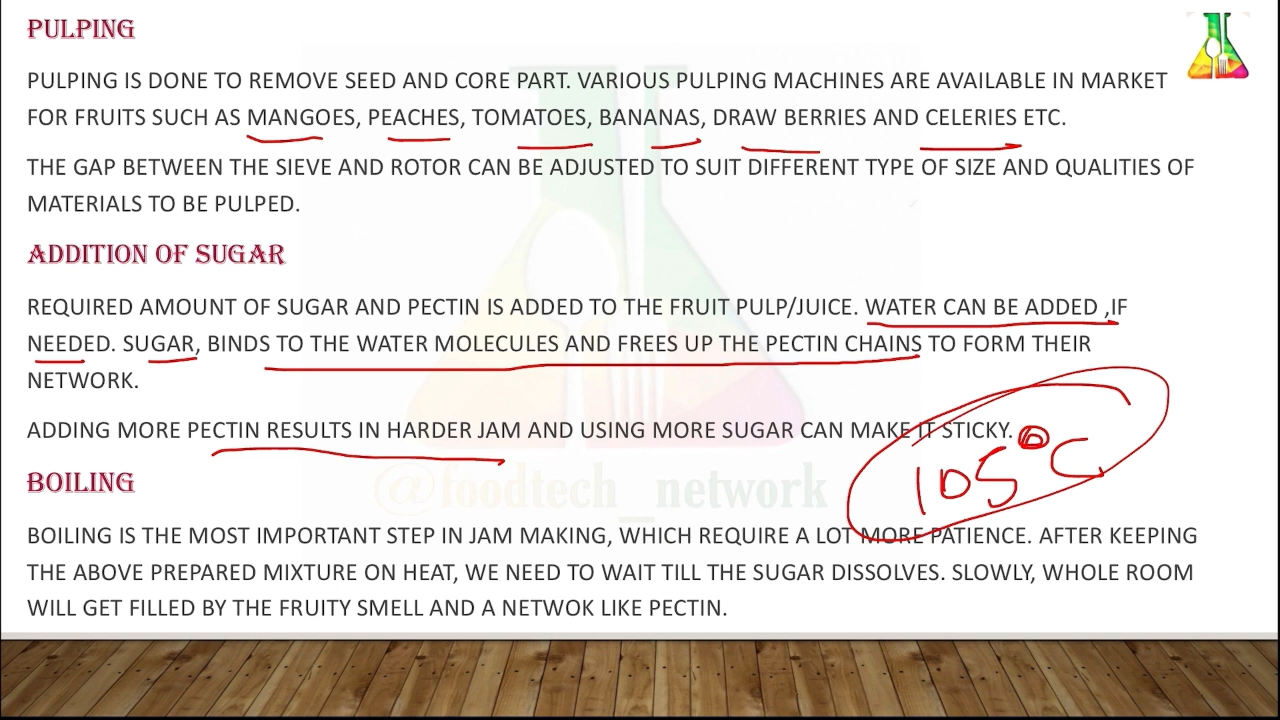 PULPING
PULPING IS DONE TO REMOVE SEED AND CORE PART. VARIOUS PULPING MACHINES ARE AVAILABLE IN MARKET
FOR FRUITS SUCH AS MANGOES, PEACHES, TOMATOES, BANANAS, DRAW BERRIES AND CELERIES ETC.
THE GAP BETWEEN THE SIEVE AND ROTOR CAN BE ADJUSTED TO SUIT DIFFERENT TYPE OF SIZE AND QUALITIES OF
MATERIALS TO BE PULPED.
ADDITION OF SUGAR
REQUIRED AMOUNT OF SUGAR AND PECTIN IS ADDED TO THE FRUIT PULP/JUICE. WATER CAN BE ADDED ,IF
NEEDED. SUGAR, BINDS TO THE WATER MOLECULES AND FREES UP THE PECTIN CHAINS TO FORM THEIR
NETWORK.
ADDING MORE PECTIN RESULTS IN HARDER JAM AND USING MORE SUGAR CAN MAKE IT STICKY.
105°C
BOILING
@foodtech_network
BOILING IS THE MOST IMPORTANT STEP IN JAM MAKING, WHICH REQUIRE A LOT MORE PATIENCE. AFTER KEEPING
THE ABOVE PREPARED MIXTURE ON HEAT, WE NEED TO WAIT TILL THE SUGAR DISSOLVES. SLOWLY, WHOLE ROOM
WILL GET FILLED BY THE FRUITY SMELL AND A NETWOK LIKE PECTIN.